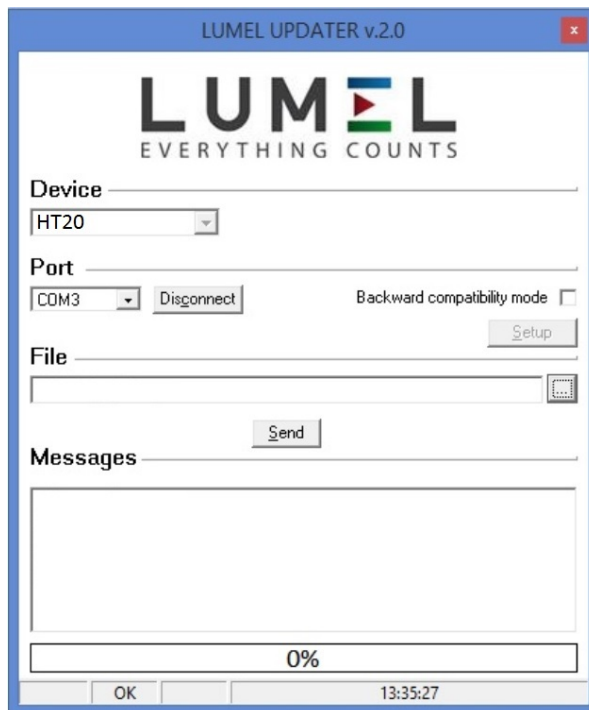 LUMEL UPDATER v.2.0
x
LUMEL
EVERYTHING COUNTS
Device
HT20
Port
COM3 Disconnect Backward compatibility mode
Setup
File
...
Send
Messages
0%
OK 13:35:27